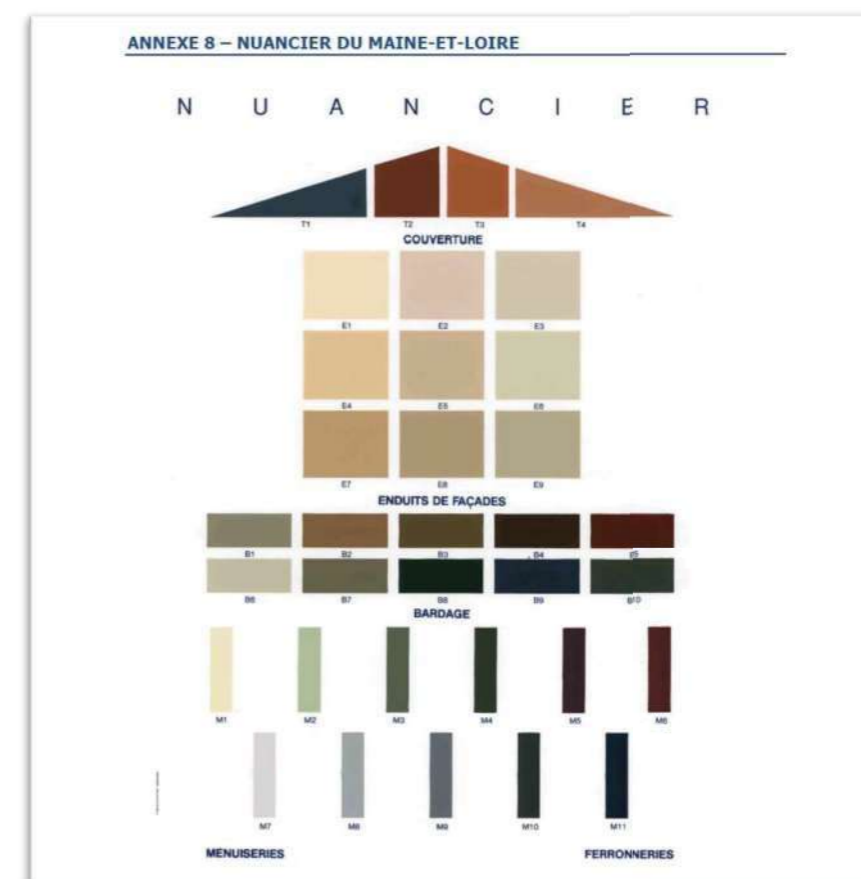 ANNEXE 8 – NUANCIER DU MAINE-ET-LOIRE
N U A N C I E R
T1 T2 T3 T4
COUVERTURE
E1 E2 E3
E4 E5 E6
E7 E8 E9
ENDUITS DE FAÇADES
B1 B2 B3 B4 B5
B6 B7 B8 B9 B10
BARDAGE
M1 M2 M3 M4 M5 M6
M7 M8 M9 M10 M11
MENUISERIES FERRONNERIES